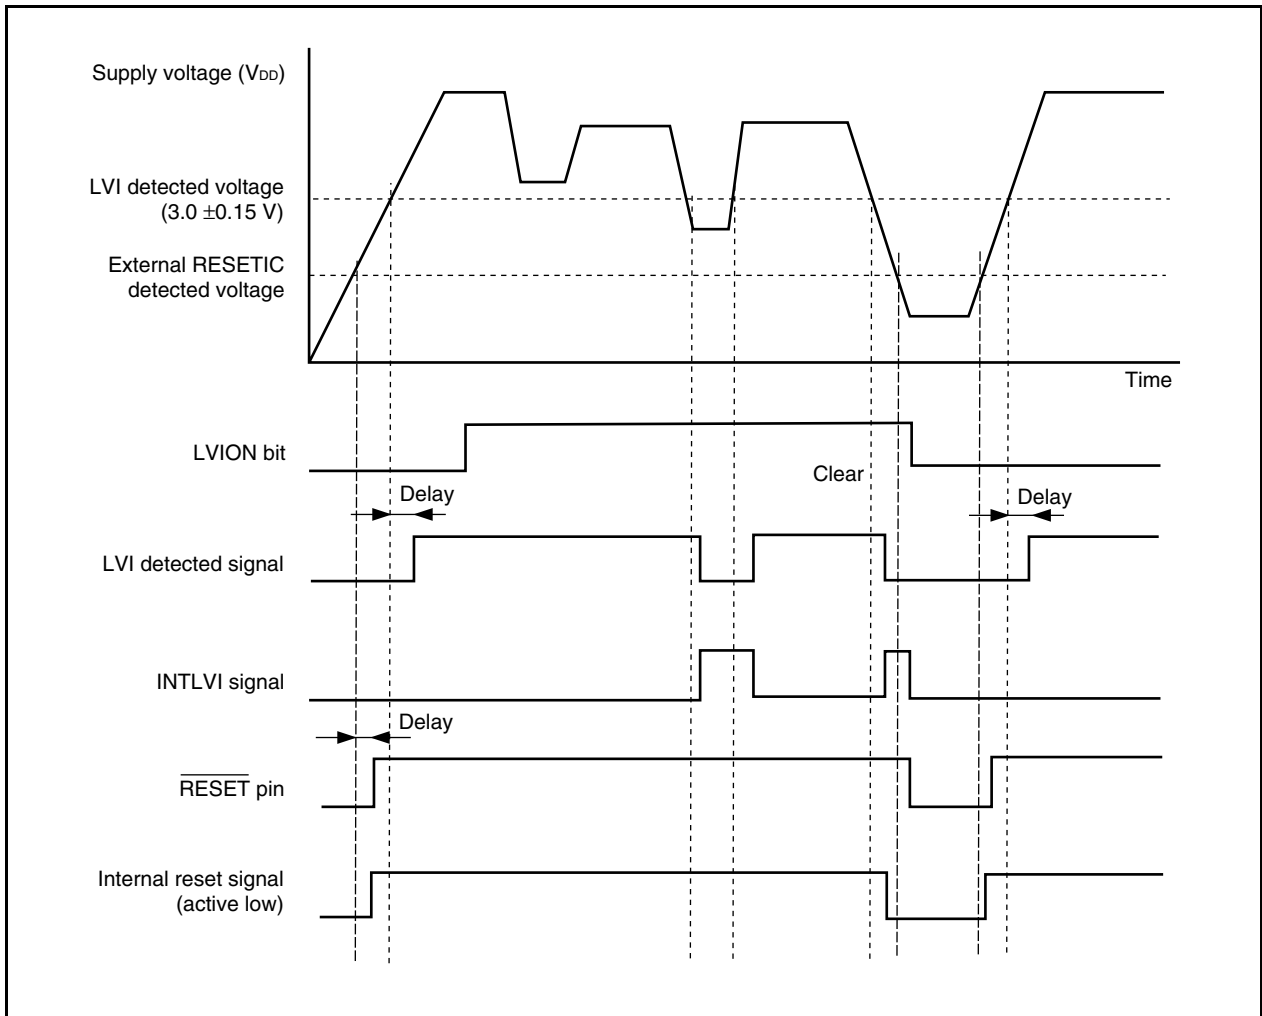 Supply voltage (VDD)
LVI detected voltage
(3.0 ±0.15 V)
External RESETIC
detected voltage
Time
LVION bit
Clear
Delay
Delay
LVI detected signal
INTLVI signal
Delay
RESET pin
Internal reset signal
(active low)